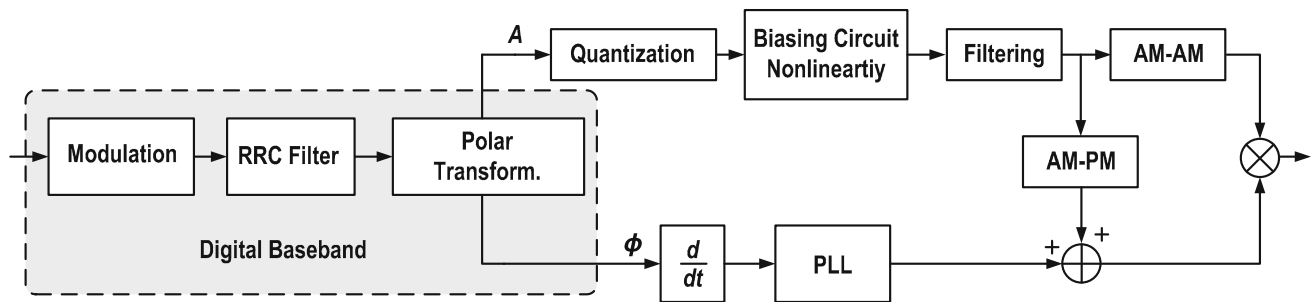 A
Quantization
Biasing Circuit
Nonlineartiy
Filtering
AM-AM
Modulation
RRC Filter
Polar
Transform.
AM-PM
Digital Baseband
ϕ
d
dt
PLL
+
+